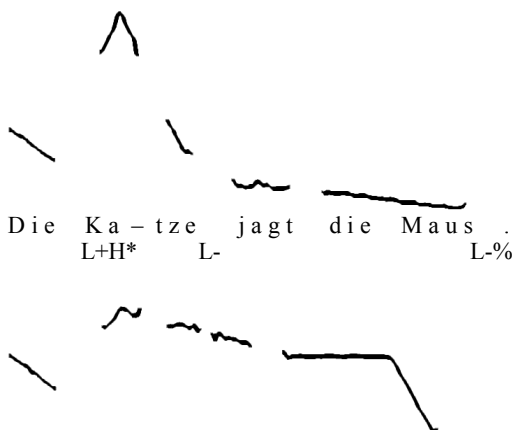 Die Ka – tze jagt die Maus .
L+H* L- L-%